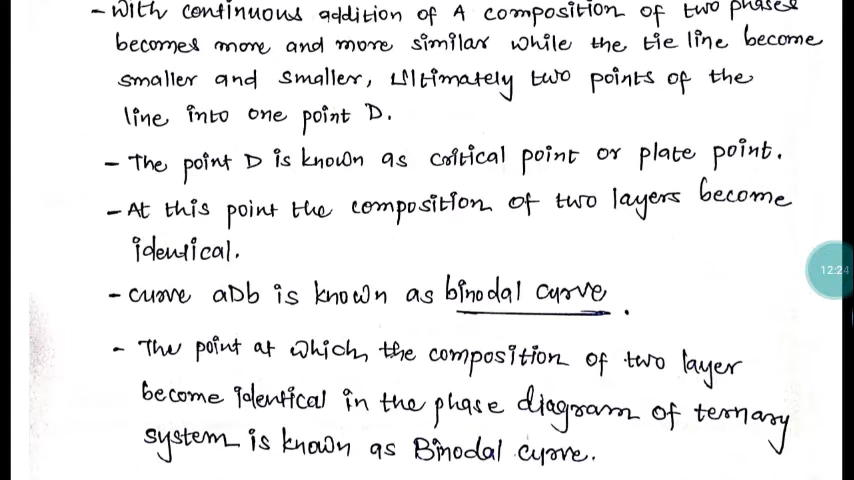 - With continuous addition of A composition of two phases
becomes more and more similar while the tie line become
smaller and smaller, Ultimately two points of the
line into one point D.
- The point D is known as critical point or plate point.
- At this point the composition of two layers become
identical.
- curve aDb is known as binodal curve.
- The point at which the composition of two layer
become identical in the phase diagram of ternary
system is known as Binodal curve.
12:24